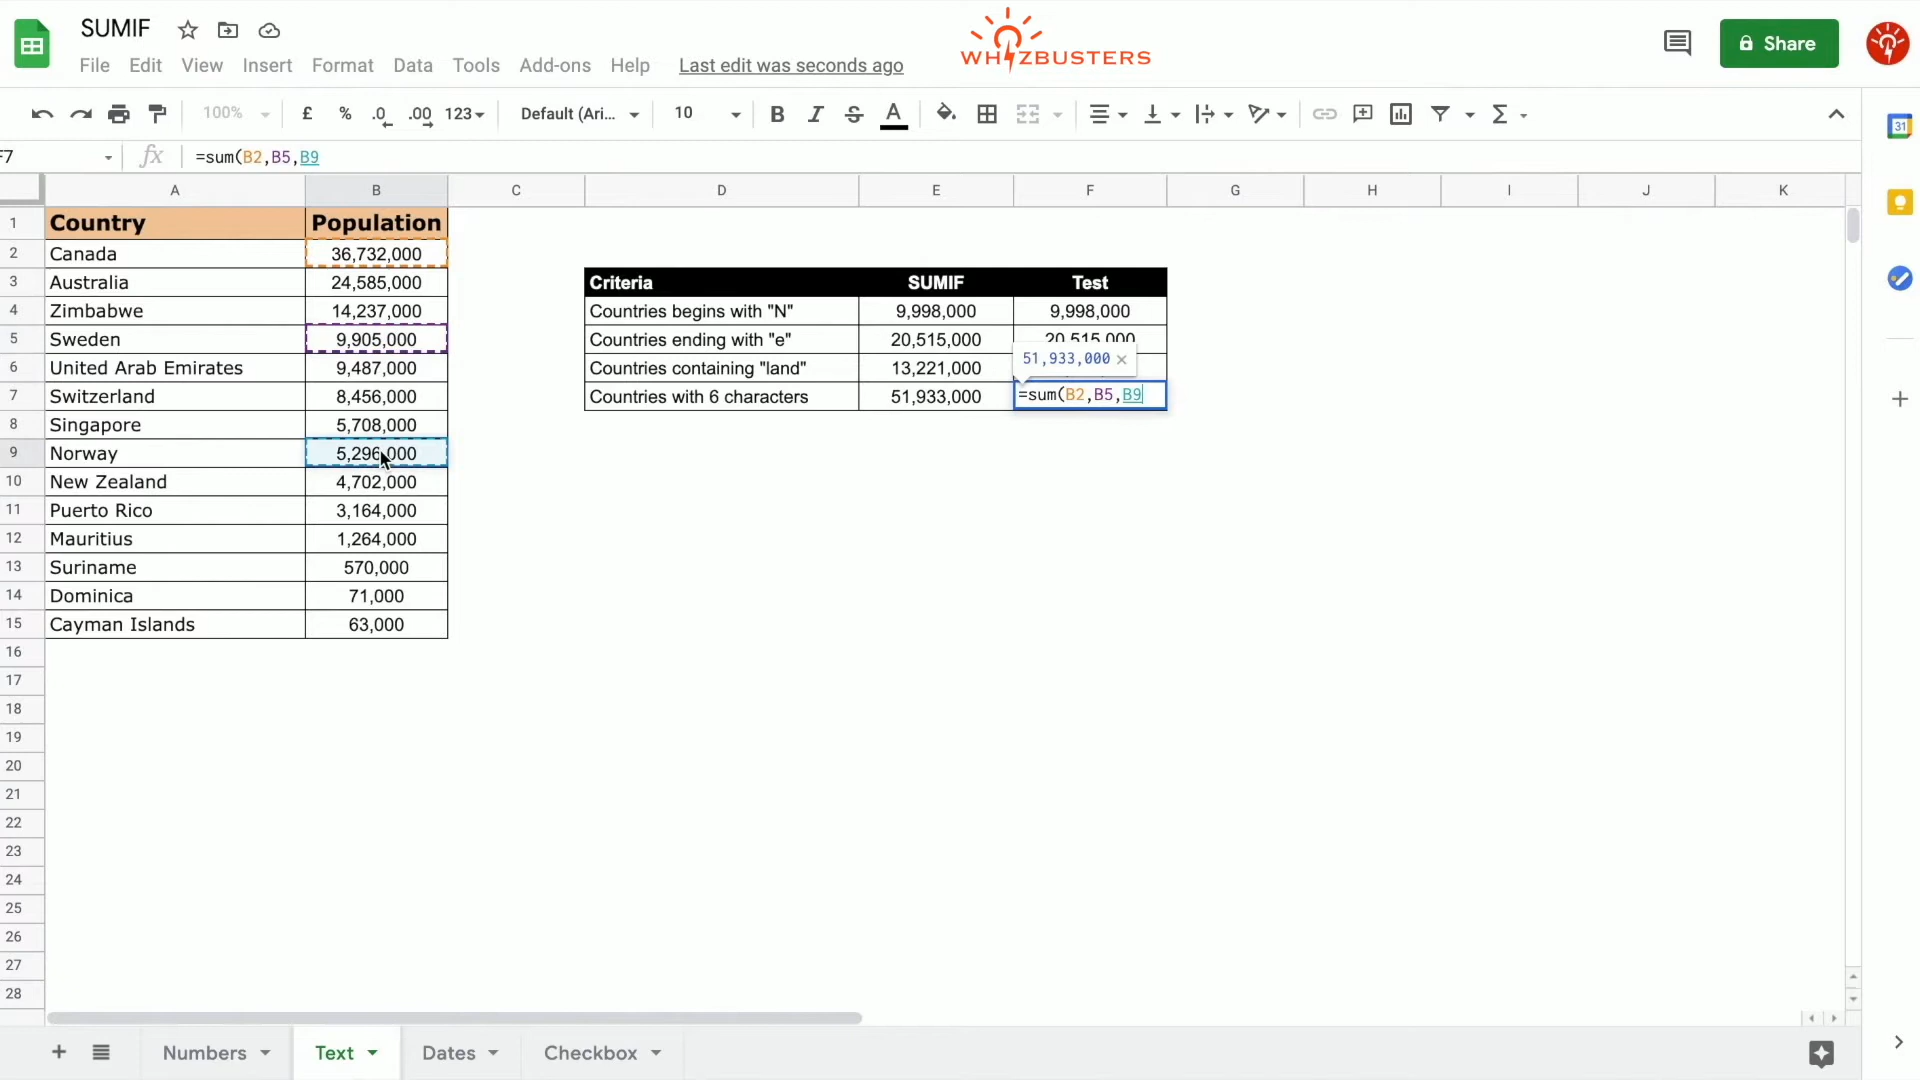 SUMIF
WHIZBUSTERS
Share
File Edit View Insert Format Data Tools Add-ons Help Last edit was seconds ago
100% £ % .0 .00 123 Default (Ari... 10 B I S A Σ
31
F7 fx =sum(B2,B5,B9
A B C D E F G H I J K
1 Country Population
2 Canada 36,732,000
3 Australia 24,585,000 Criteria SUMIF Test
4 Zimbabwe 14,237,000 Countries begins with "N" 9,998,000 9,998,000
5 Sweden 9,905,000 Countries ending with "e" 20,515,000 20,515,000
51,933,000 ×
6 United Arab Emirates 9,487,000 Countries containing "land" 13,221,000
7 Switzerland 8,456,000 Countries with 6 characters 51,933,000 =sum(B2,B5,B9
8 Singapore 5,708,000
9 Norway 5,296,000
10 New Zealand 4,702,000
11 Puerto Rico 3,164,000
12 Mauritius 1,264,000
13 Suriname 570,000
14 Dominica 71,000
15 Cayman Islands 63,000
16
17
18
19
20
21
22
23
24
25
26
27
28
Numbers Text Dates Checkbox